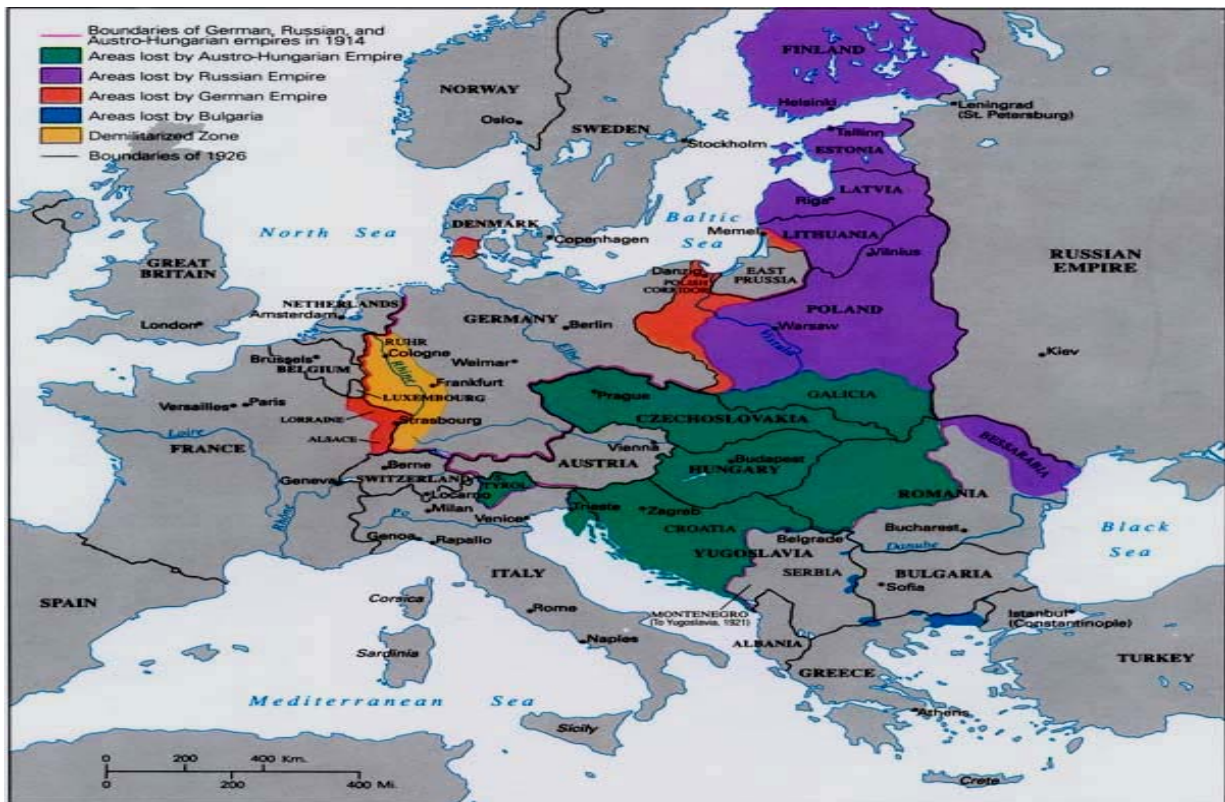 Boundaries of German, Russian, and
Austro-Hungarian empires in 1914
Areas lost by Austro-Hungarian Empire
Areas lost by Russian Empire
Areas lost by German Empire
Areas lost by Bulgaria
Demilitarized Zone
Boundaries of 1926
FINLAND
NORWAY
Helsinki
Leningrad
(St. Petersburg)
Oslo
SWEDEN
Tallinn
Stockholm
ESTONIA
LATVIA
Riga
Baltic
Sea
DENMARK
North Sea
Memel
LITHUANIA
Copenhagen
Vilnius
RUSSIAN
EMPIRE
GREAT
BRITAIN
Danzig
POLISH
CORRIDOR
EAST
PRUSSIA
NETHERLANDS
Amsterdam
POLAND
London
GERMANY
Berlin
Warsaw
Vistula
RUHR
Cologne
Elbe
Kiev
Brussels
BELGIUM
Rhine
Weimar
Frankfurt
LUXEMBOURG
Prague
GALICIA
Versailles
Paris
LORRAINE
Strasbourg
CZECHOSLOVAKIA
Loire
ALSACE
Vienna
BESSARABIA
FRANCE
Berne
AUSTRIA
Budapest
HUNGARY
Geneva
SWITZERLAND
S.
TYROL
ROMANIA
Locarno
Milan
Trieste
Zagreb
Rhône
Po
Venice
CROATIA
Bucharest
Black
Sea
Genoa
Rapallo
Belgrade
Danube
YUGOSLAVIA
ITALY
SERBIA
BULGARIA
Sofia
SPAIN
Corsica
Rome
MONTENEGRO
(To Yugoslavia, 1921)
Istanbul
(Constantinople)
Naples
ALBANIA
Sardinia
TURKEY
GREECE
Mediterranean Sea
Athens
Sicily
0 200 400 Km.
0 200 400 Mi.
Crete